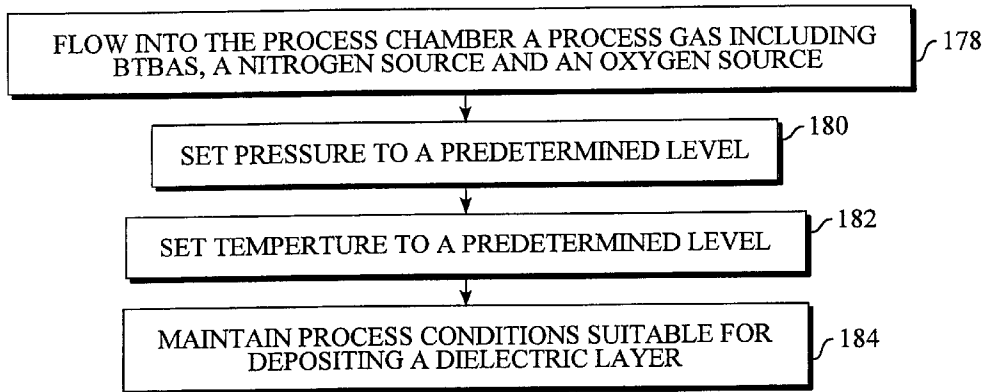 FLOW INTO THE PROCESS CHAMBER A PROCESS GAS INCLUDING
BTBAS, A NITROGEN SOURCE AND AN OXYGEN SOURCE
178
SET PRESSURE TO A PREDETERMINED LEVEL
180
SET TEMPERTURE TO A PREDETERMINED LEVEL
182
MAINTAIN PROCESS CONDITIONS SUITABLE FOR
DEPOSITING A DIELECTRIC LAYER
184